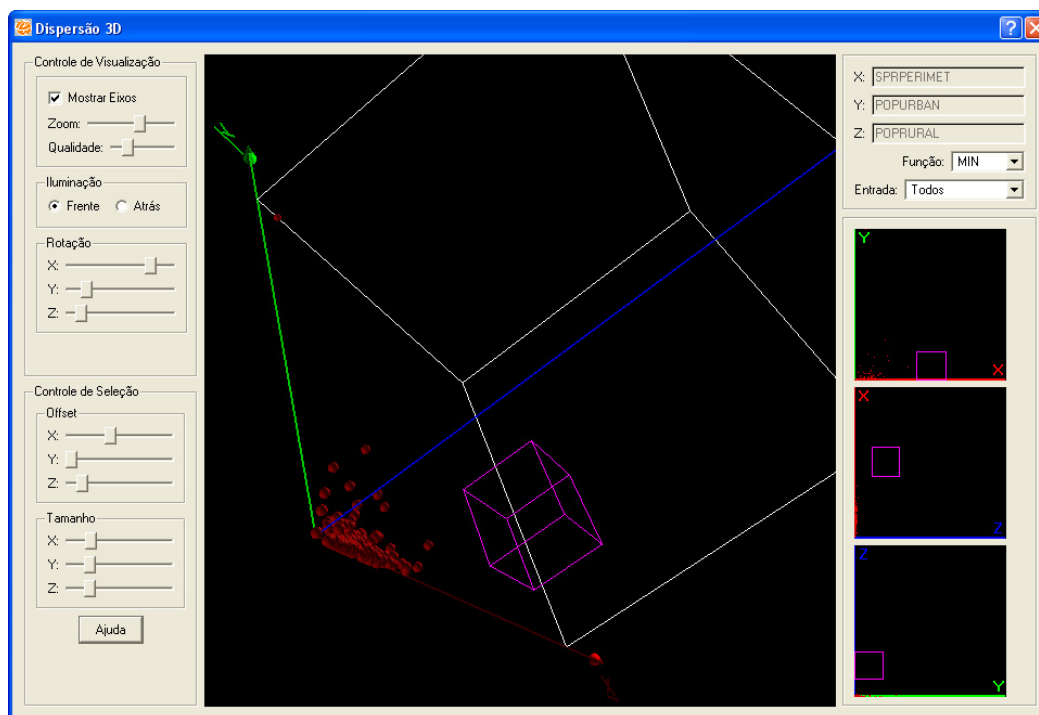 Dispersão 3D
Controle de Visualização
Mostrar Eixos
Zoom:
Qualidade:
Iluminação
Frente
Atrás
Rotação
X:
Y:
Z:
Controle de Seleção
Offset
X:
Y:
Z:
Tamanho
X:
Y:
Z:
Ajuda
X: SPRPERIMET
Y: POPURBAN
Z: POPRURAL
Função: MIN
Entrada: Todos
Y
X
X
Z
Z
Y